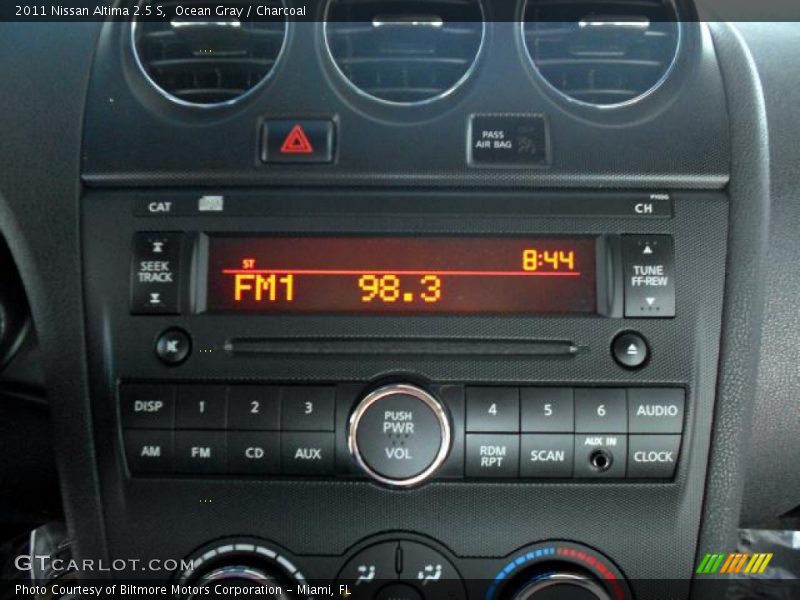 2011 Nissan Altima 2.5 S, Ocean Gray / Charcoal
PASS
AIR BAG
CAT
CH
SEEK
TRACK
ST
8:44
FM1 98.3
TUNE
FF·REW
DISP 1 2 3
PUSH
PWR
VOL
4 5 6 AUDIO
AM FM CD AUX
RDM
RPT
SCAN
AUX IN
CLOCK
GTCARLOT.COM
Photo Courtesy of Biltmore Motors Corporation - Miami, FL